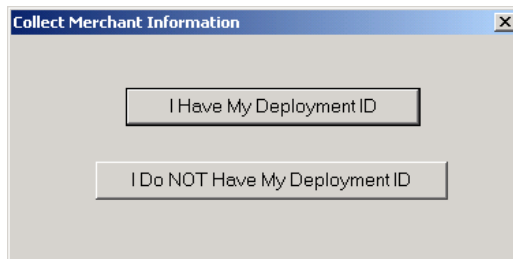 Collect Merchant Information
I Have My Deployment ID
I Do NOT Have My Deployment ID